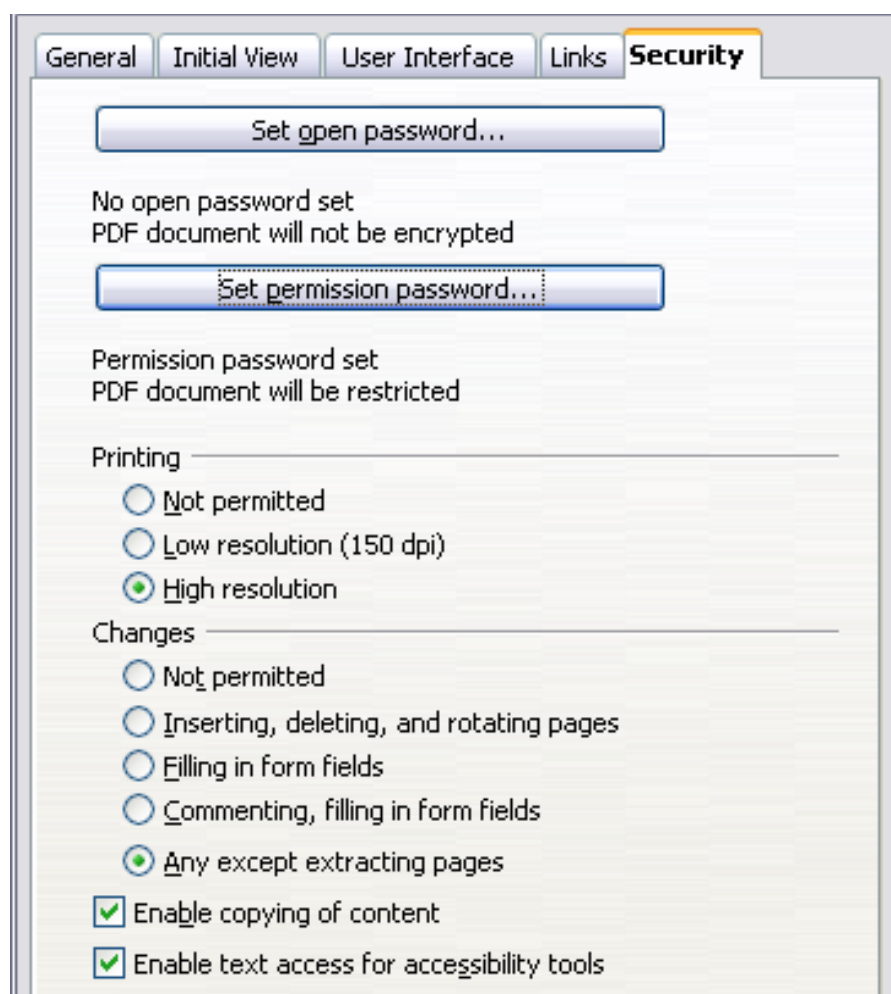 General Initial View User Interface Links Security
Set open password...
No open password set
PDF document will not be encrypted
Set permission password...
Permission password set
PDF document will be restricted
Printing
Not permitted
Low resolution (150 dpi)
High resolution
Changes
Not permitted
Inserting, deleting, and rotating pages
Filling in form fields
Commenting, filling in form fields
Any except extracting pages
Enable copying of content
Enable text access for accessibility tools